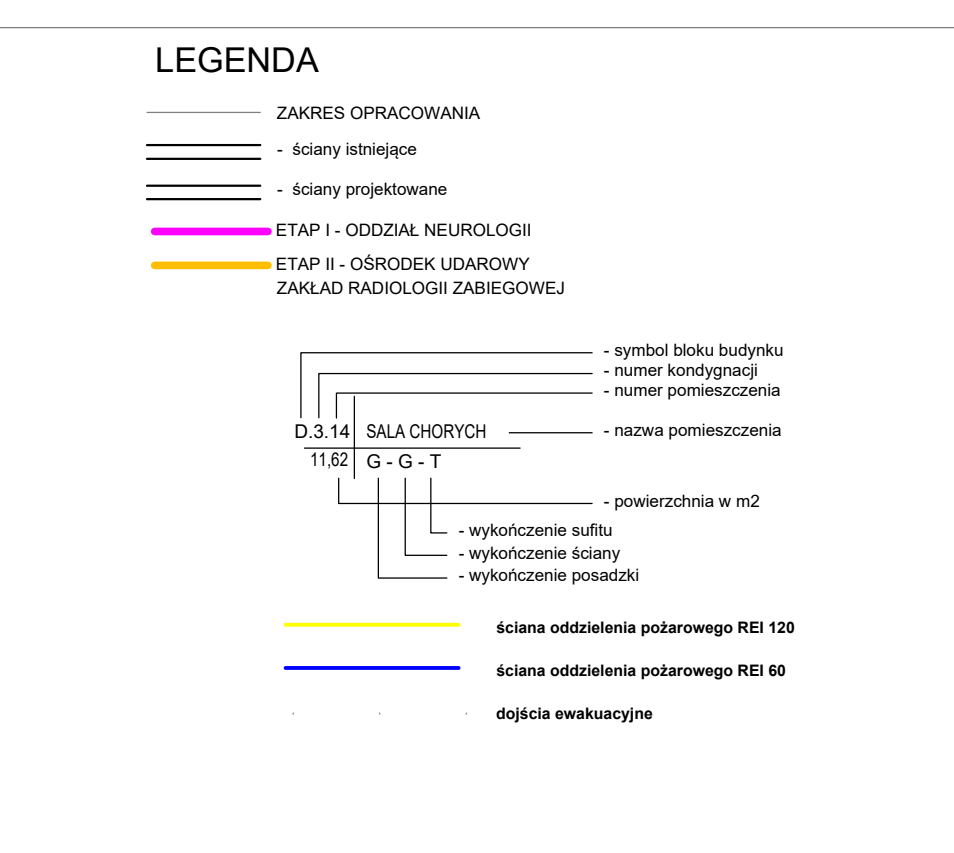 LEGENDA
ZAKRES OPRACOWANIA
- ściany istniejące
- ściany projektowane
ETAP I - ODDZIAŁ NEUROLOGII
ETAP II - OŚRODEK UDAROWY
ZAKŁAD RADIOLOGII ZABIEGOWEJ
- symbol bloku budynku
- numer kondygnacji
- numer pomieszczenia
D.3.14 SALA CHORYCH - nazwa pomieszczenia
11,62 G - G - T
- powierzchnia w m2
- wykończenie sufitu
- wykończenie ściany
- wykończenie posadzki
ściana oddzielenia pożarowego REI 120
ściana oddzielenia pożarowego REI 60
dojścia ewakuacyjne